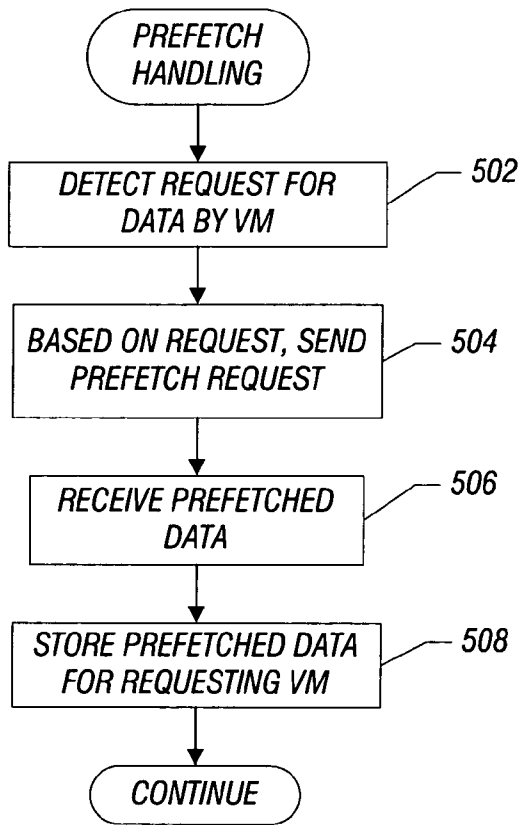 PREFETCH
HANDLING
DETECT REQUEST FOR
DATA BY VM
502
BASED ON REQUEST, SEND
PREFETCH REQUEST
504
RECEIVE PREFETCHED
DATA
506
STORE PREFETCHED DATA
FOR REQUESTING VM
508
CONTINUE